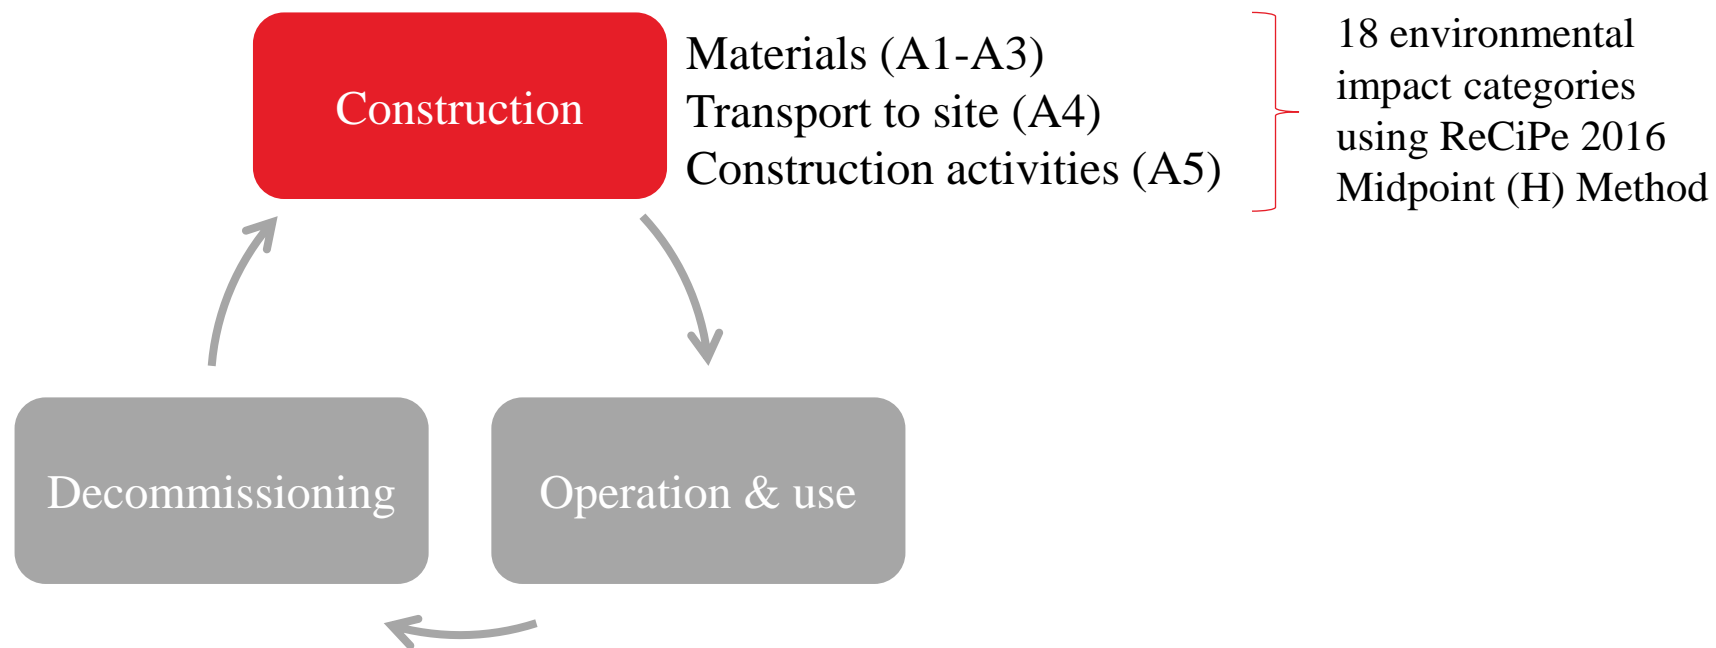 Construction
Materials (A1-A3)
Transport to site (A4)
Construction activities (A5)
18 environmental
impact categories
using ReCiPe 2016
Midpoint (H) Method
Decommissioning
Operation & use